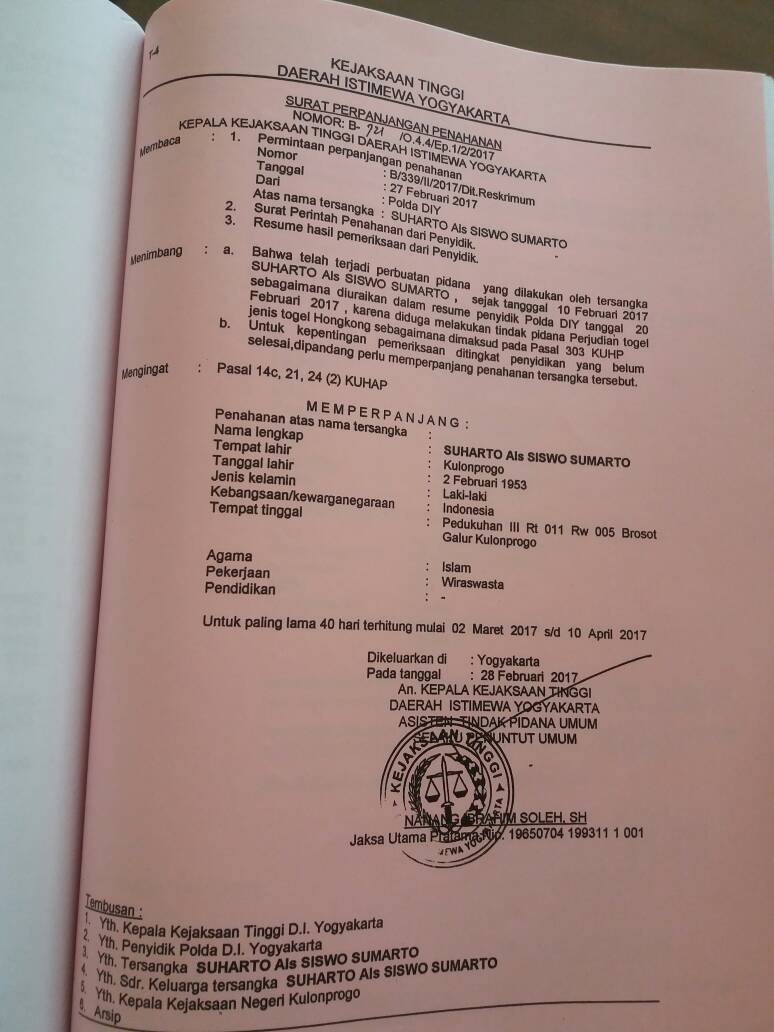 T-4
KEJAKSAAN TINGGI
DAERAH ISTIMEWA YOGYAKARTA
SURAT PERPANJANGAN PENAHANAN
NOMOR: B- /O.4.4/Ep.1/2/2017
KEPALA KEJAKSAAN TINGGI DAERAH ISTIMEWA YOGYAKARTA
Membaca : 1. Permintaan perpanjangan penahanan
Nomor : B/339/II/2017/Dit.Reskrimum
Tanggal : 27 Februari 2017
Dari : Polda DIY
Atas nama tersangka : SUHARTO Als SISWO SUMARTO
2. Surat Perintah Penahanan dari Penyidik.
3. Resume hasil pemeriksaan dari Penyidik.
Menimbang : a. Bahwa telah terjadi perbuatan pidana yang dilakukan oleh tersangka
SUHARTO Als SISWO SUMARTO , sejak tangggal 10 Februari 2017
sebagaimana diuraikan dalam resume penyidik Polda DIY tanggal 20
Februari 2017 , karena diduga melakukan tindak pidana Perjudian togel
jenis togel Hongkong sebagaimana dimaksud pada Pasal 303 KUHP
b. Untuk kepentingan pemeriksaan ditingkat penyidikan yang belum
selesai,dipandang perlu memperpanjang penahanan tersangka tersebut.
Mengingat : Pasal 14c, 21, 24 (2) KUHAP
MEMPERPANJANG :
Penahanan atas nama tersangka :
Nama lengkap : SUHARTO Als SISWO SUMARTO
Tempat lahir : Kulonprogo
Tanggal lahir : 2 Februari 1953
Jenis kelamin : Laki-laki
Kebangsaan/kewarganegaraan : Indonesia
Tempat tinggal : Pedukuhan III Rt 011 Rw 005 Brosot
Galur Kulonprogo
Agama : Islam
Pekerjaan : Wiraswasta
Pendidikan : -
Untuk paling lama 40 hari terhitung mulai 02 Maret 2017 s/d 10 April 2017
Dikeluarkan di : Yogyakarta
Pada tanggal : 28 Februari 2017
An. KEPALA KEJAKSAAN TINGGI
DAERAH ISTIMEWA YOGYAKARTA
ASISTEN TINDAK PIDANA UMUM
SELAKU PENUNTUT UMUM
KEJAKSAAN TINGGI
NANANG IBRAHIM SOLEH, SH
Jaksa Utama Pratama Nip. 19650704 199311 1 001
Tembusan :
1. Yth. Kepala Kejaksaan Tinggi D.I. Yogyakarta
2. Yth. Penyidik Polda D.I. Yogyakarta
3. Yth. Tersangka SUHARTO Als SISWO SUMARTO
4. Yth. Sdr. Keluarga tersangka SUHARTO Als SISWO SUMARTO
5. Yth. Kepala Kejaksaan Negeri Kulonprogo
6. Arsip